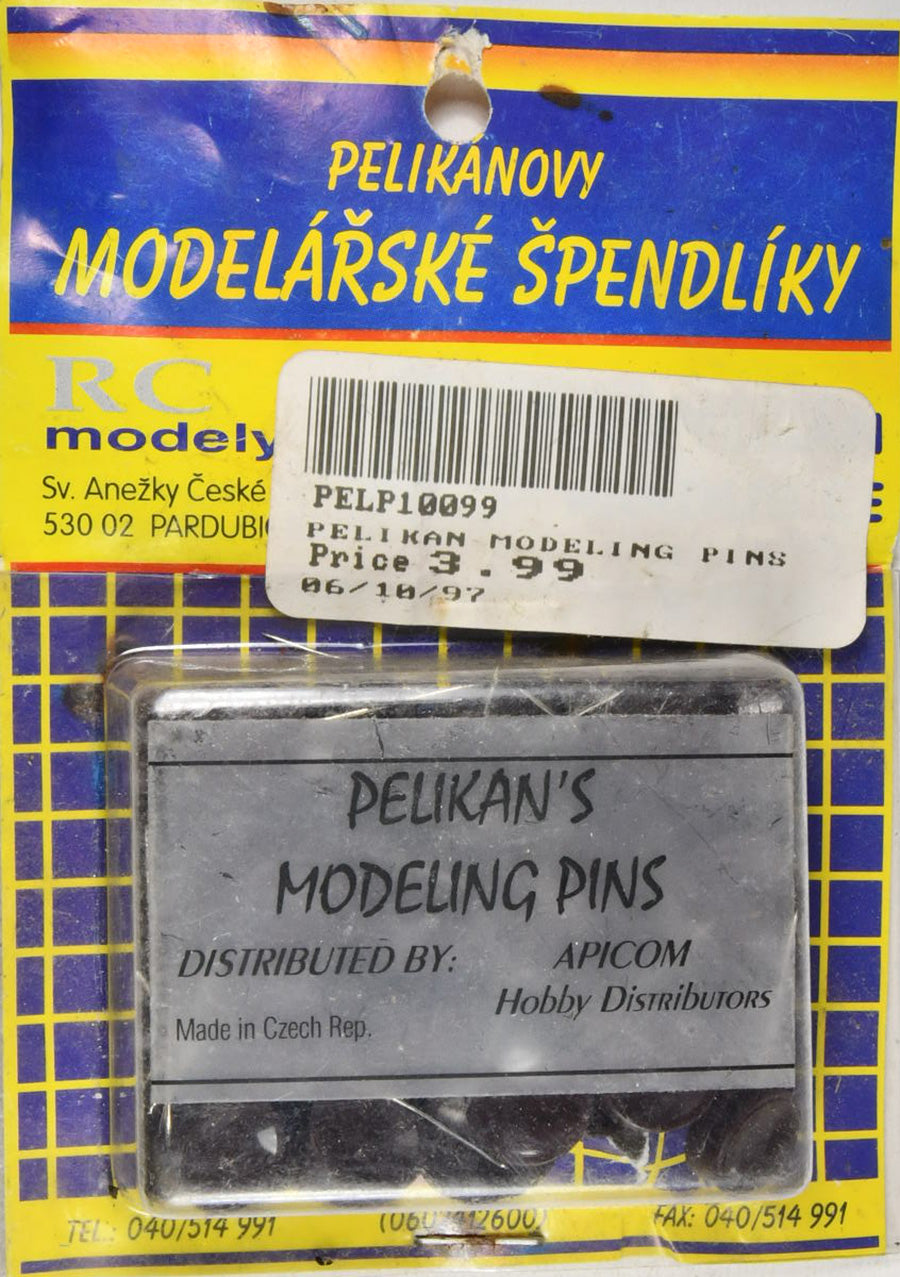 PELIKÁNOVY
MODELÁŘSKÉ ŠPENDLÍKY
RC
modely
Sv. Anežky České
530 02 PARDUBI
PELP10099
PELIKAN MODELING PINS
Price 3.99
06/10/97
PELIKAN'S
MODELING PINS
DISTRIBUTED BY: APICOM
Hobby Distributors
Made in Czech Rep.
TEL.: 040/514 991 FAX: 040/514 991